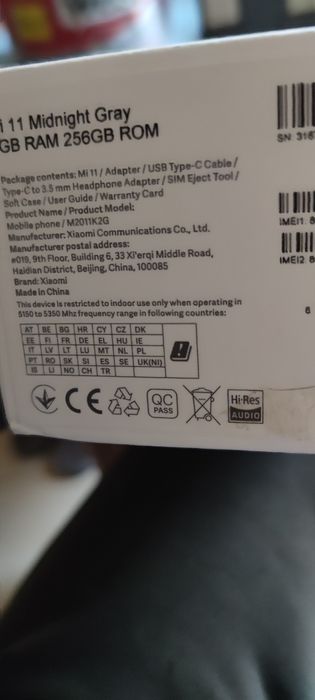 i 11 Midnight Gray
GB RAM 256GB ROM
Package contents: Mi 11 / Adapter / USB Type-C Cable /
Type-C to 3.5 mm Headphone Adapter / SIM Eject Tool /
Soft Case / User Guide / Warranty Card
Product Name / Product Model:
Mobile phone / M2011K2G
Manufacturer: Xiaomi Communications Co., Ltd.
Manufacturer postal address:
#019, 9th Floor, Building 6, 33 Xi'erqi Middle Road,
Haidian District, Beijing, China, 100085
Brand: Xiaomi
Made in China
This device is restricted to indoor use only when operating in
5150 to 5350 Mhz frequency range in following countries:
AT BE BG HR CY CZ DK
EE FI FR DE EL HU IE
IT LV LT LU MT NL PL
PT RO SK SI ES SE UK(NI)
IS LI NO CH TR
CE
QC
PASS
Hi-Res
AUDIO
SN: 316
IMEI1: 8
IMEI2: 8
6